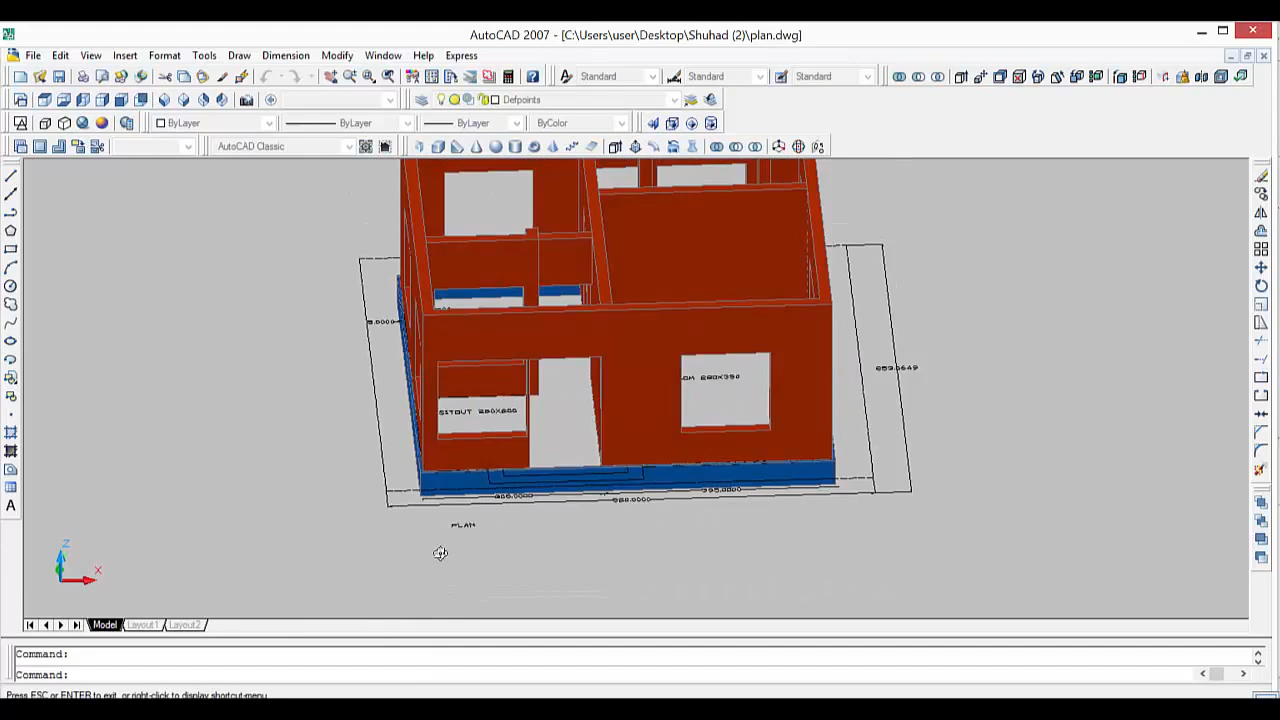 AutoCAD 2007 - [C:\Users\user\Desktop\Shuhad (2)\plan.dwg]
File Edit View Insert Format Tools Draw Dimension Modify Window Help Express
Standard Standard Standard
Defpoints
ByLayer ByLayer ByLayer ByColor
AutoCAD Classic
SITOUT
PLAN
Z
X
Model Layout1 Layout2
Command:
Command:
Press ESC or ENTER to exit, or right-click to display shortcut-menu.